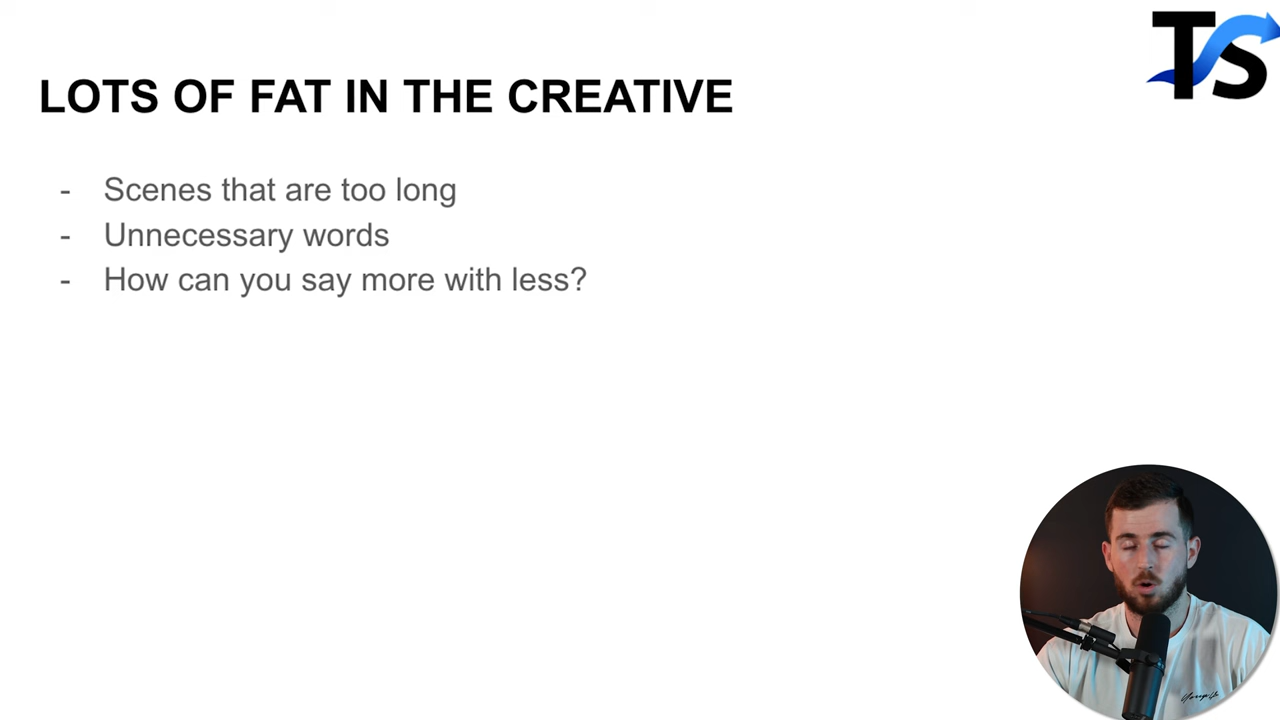 TS
LOTS OF FAT IN THE CREATIVE
- Scenes that are too long
- Unnecessary words
- How can you say more with less?